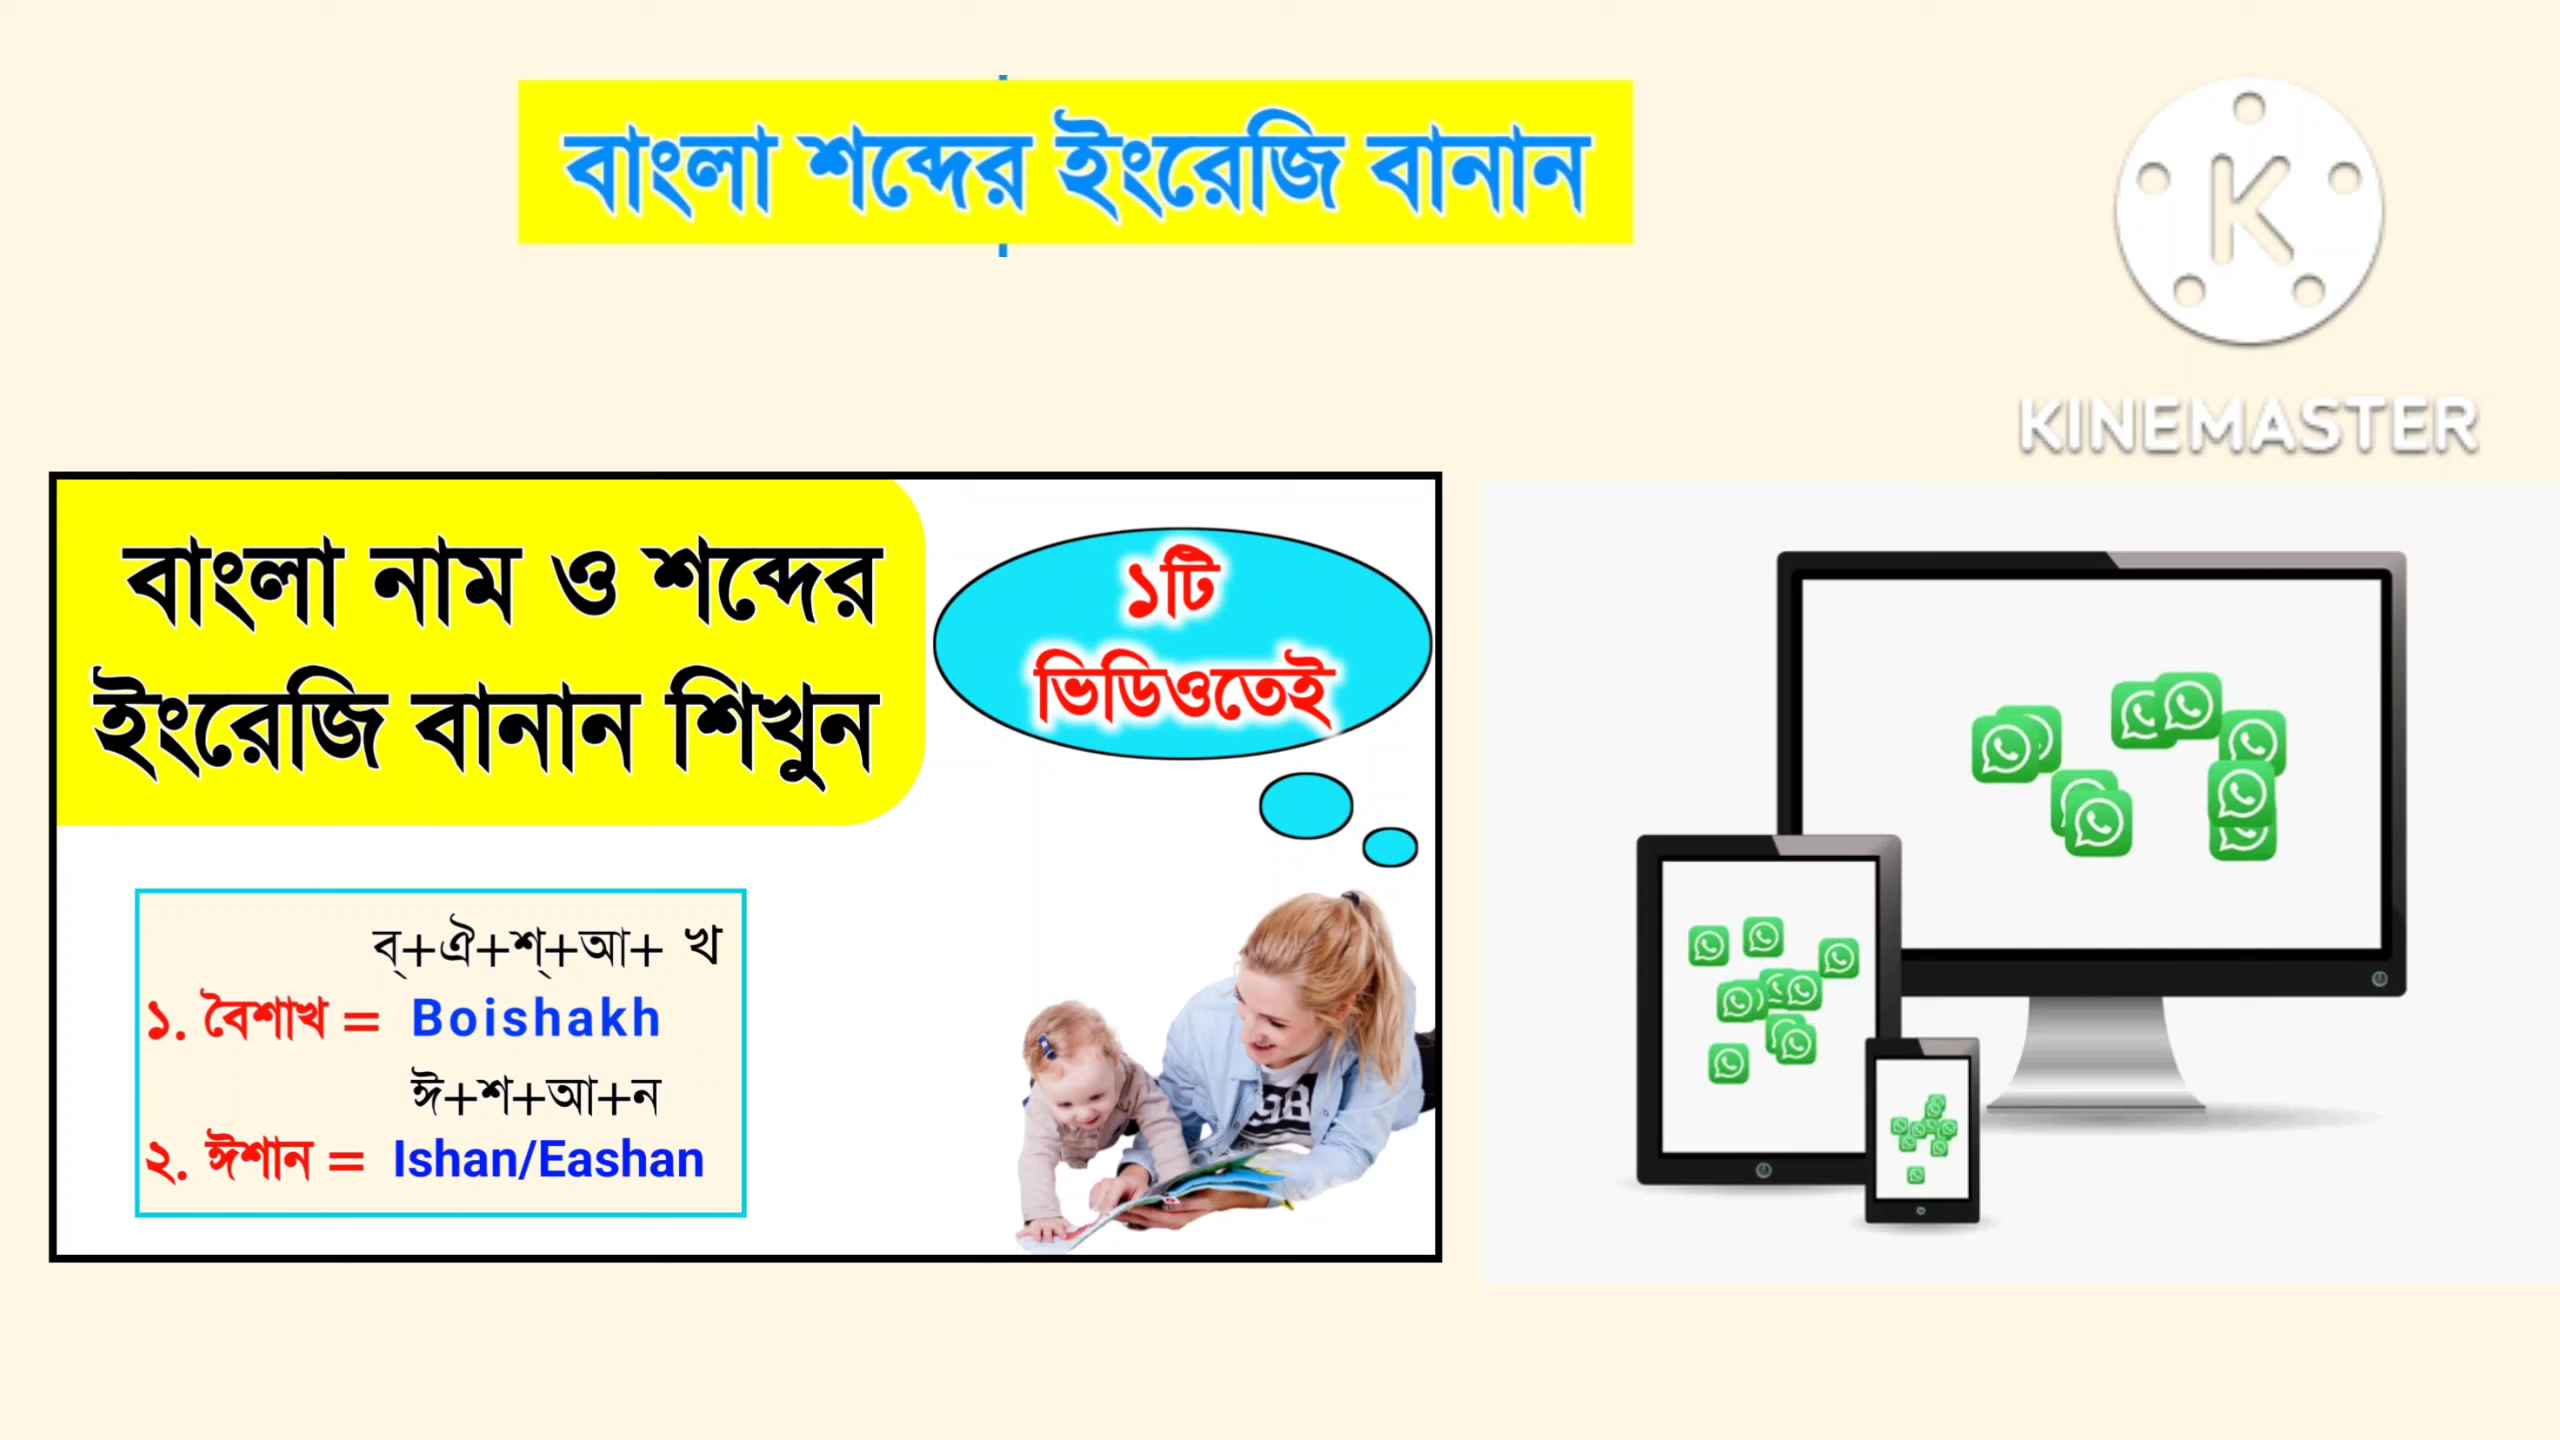 বাংলা শব্দের ইংরেজি বানান
KINEMASTER
বাংলা নাম ও শব্দের
ইংরেজি বানান শিখুন
১টি
ভিডিওতেই
ব্+ঐ+শ্+আ+ খ
১. বৈশাখ = Boishakh
ঈ+শ+আ+ন
২. ঈশান = Ishan/Eashan